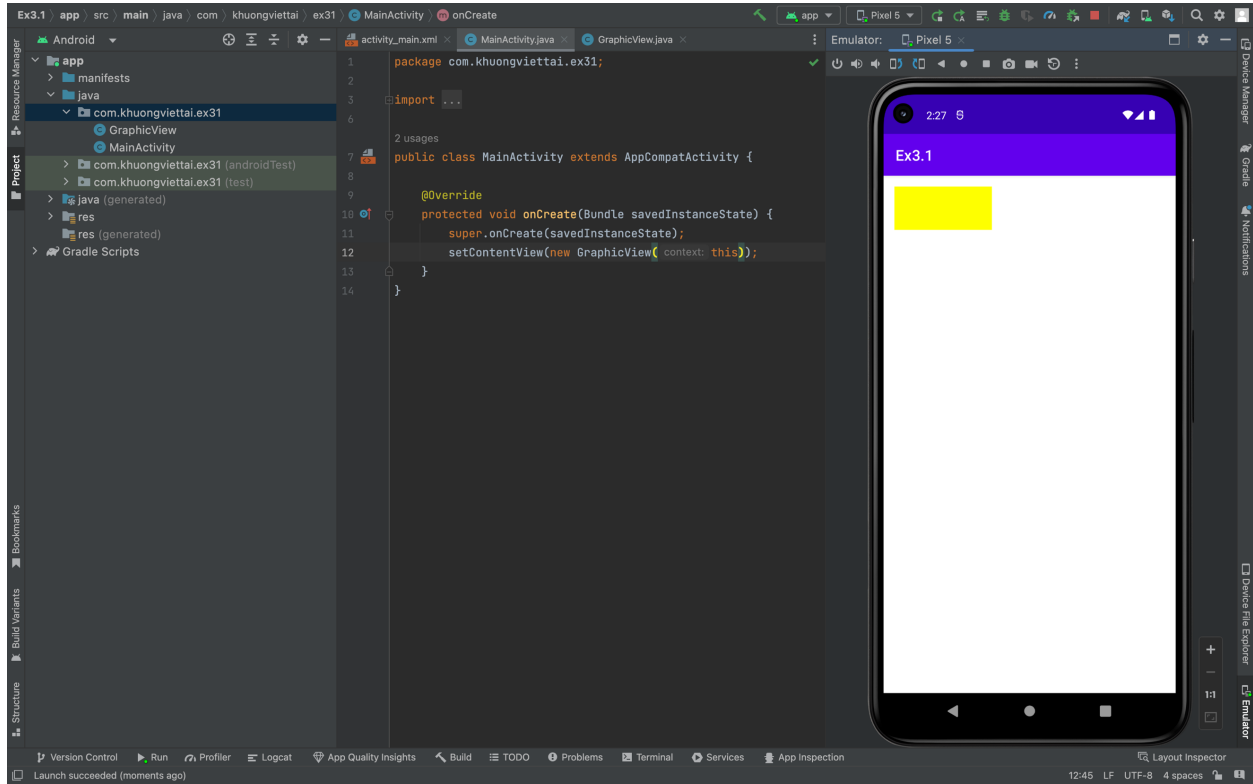 Ex3.1 app src main java com khuongviettai ex31 MainActivity onCreate
app Pixel 5
Android
activity_main.xml MainActivity.java GraphicView.java
Emulator: Pixel 5
Resource Manager
Project
Bookmarks
Build Variants
Structure
app
manifests
java
com.khuongviettai.ex31
GraphicView
MainActivity
com.khuongviettai.ex31 (androidTest)
com.khuongviettai.ex31 (test)
java (generated)
res
res (generated)
Gradle Scripts
1 package com.khuongviettai.ex31;
2
3 import ...
6
2 usages
7 public class MainActivity extends AppCompatActivity {
8
9 @Override
10 protected void onCreate(Bundle savedInstanceState) {
11 super.onCreate(savedInstanceState);
12 setContentView(new GraphicView( context: this));
13 }
14 }
2:27
Ex3.1
1:1
Device Manager
Gradle
Notifications
Device File Explorer
Emulator
Version Control Run Profiler Logcat App Quality Insights Build TODO Problems Terminal Services App Inspection Layout Inspector
Launch succeeded (moments ago) 12:45 LF UTF-8 4 spaces